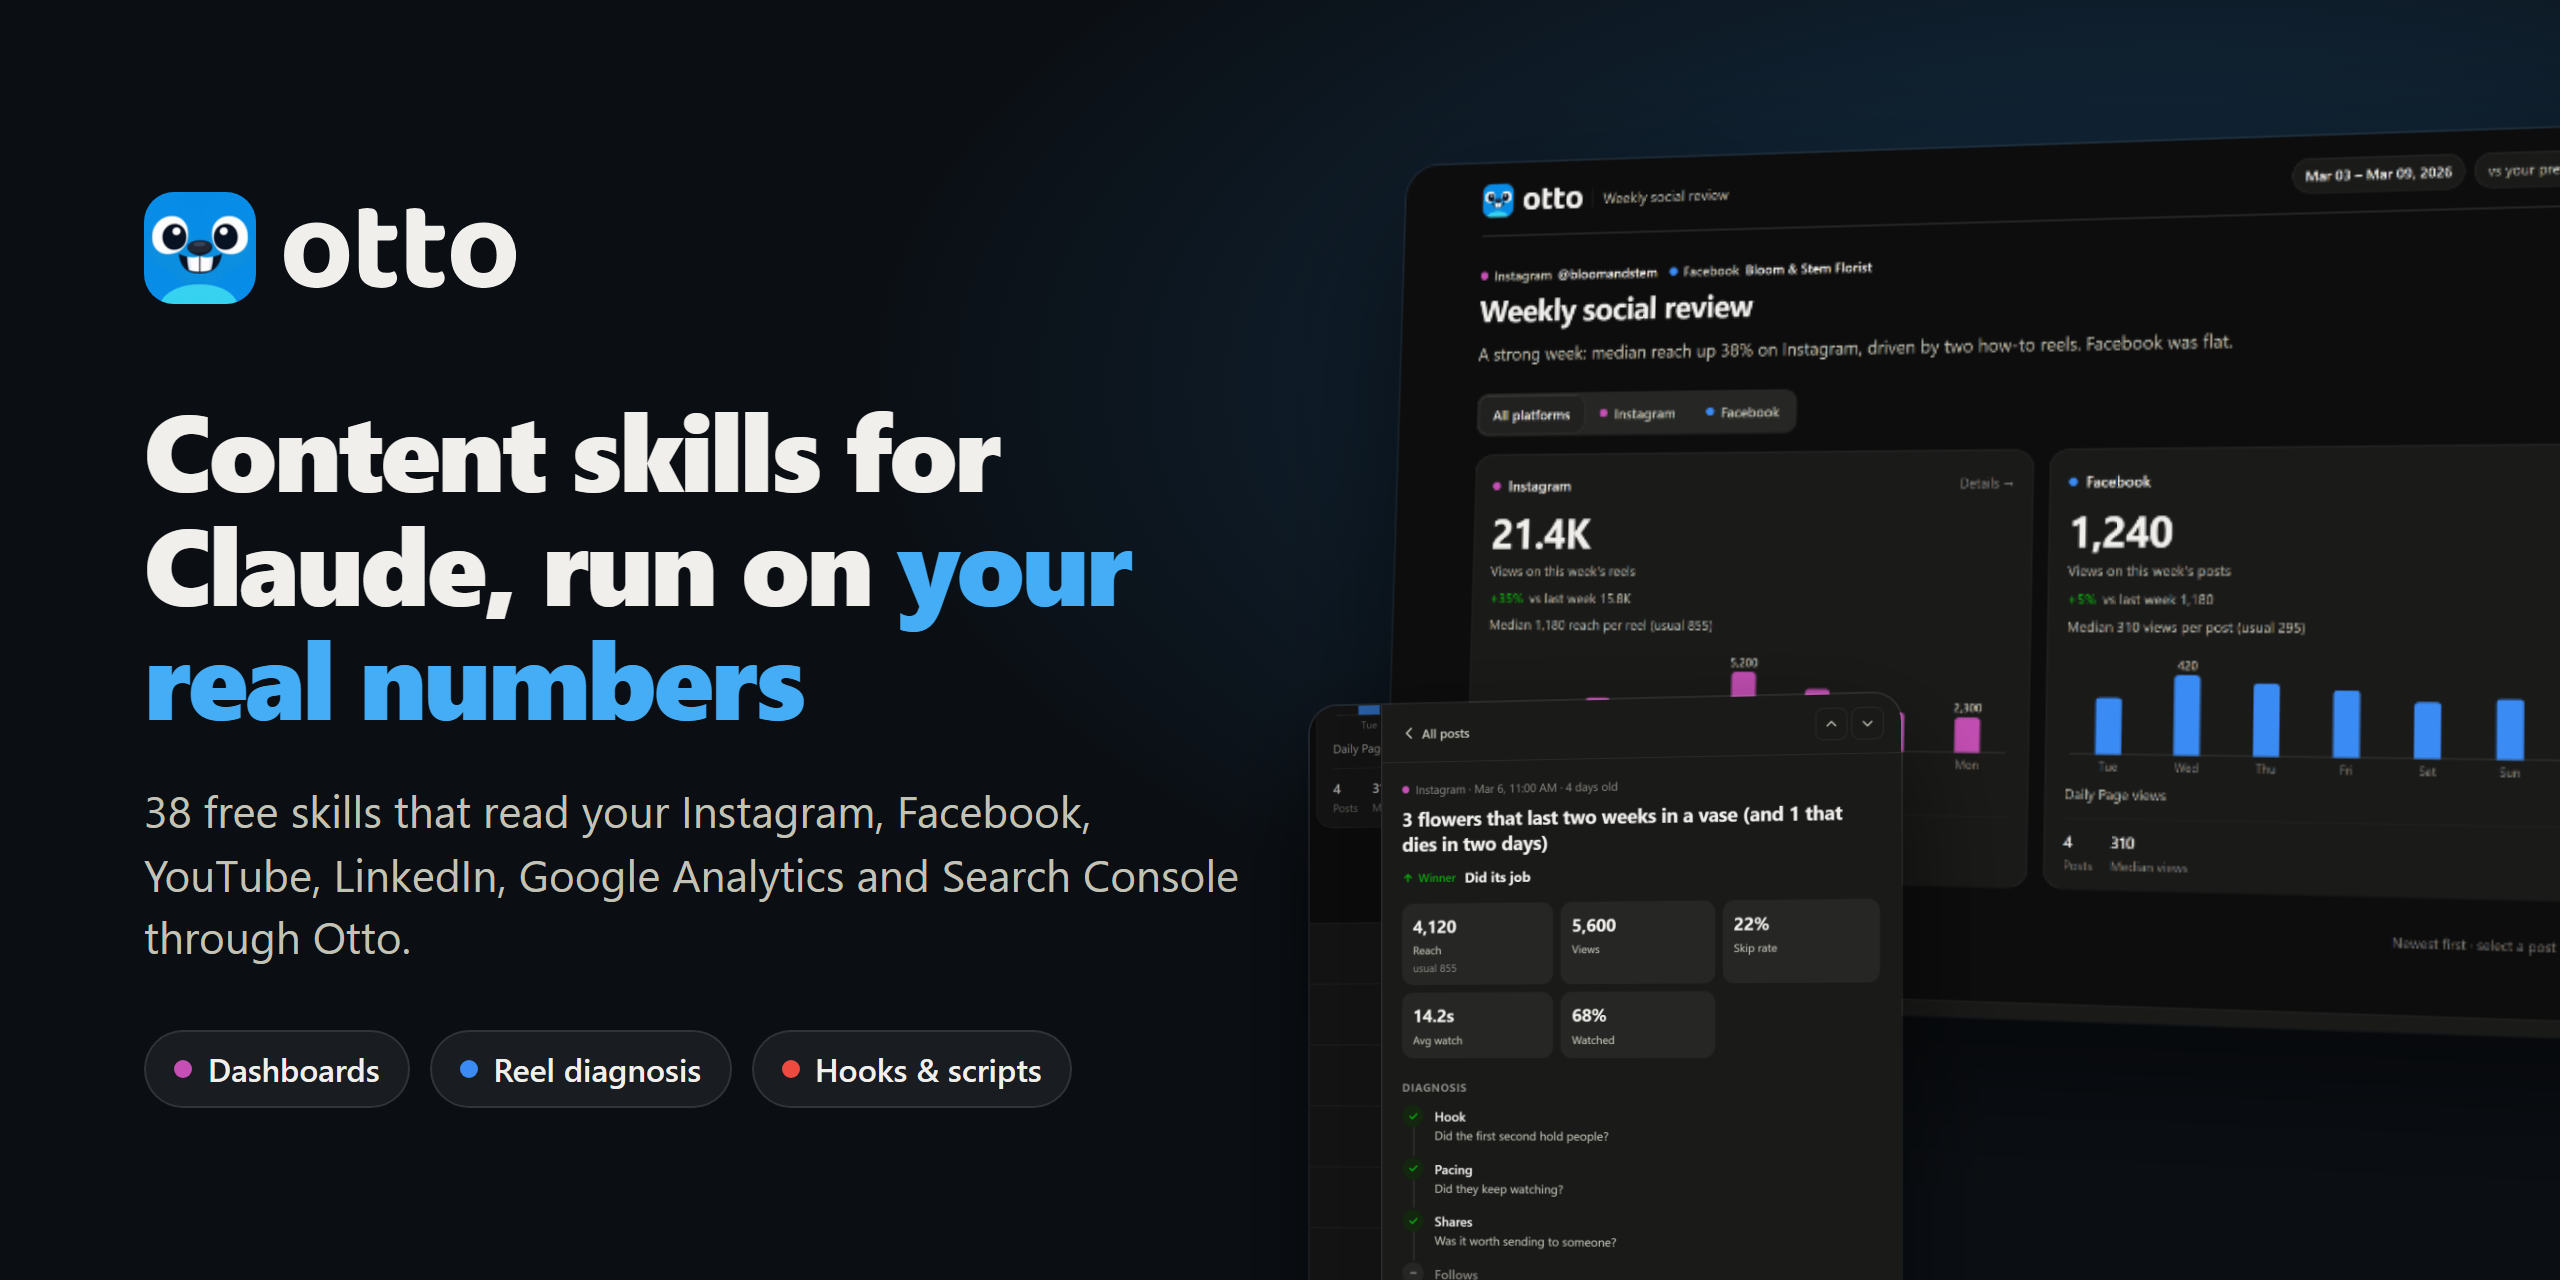 otto
Content skills for
Claude, run on your
real numbers
38 free skills that read your Instagram, Facebook,
YouTube, LinkedIn, Google Analytics and Search Console
through Otto.
Dashboards
Reel diagnosis
Hooks & scripts
otto
Weekly social review
Mar 03 – Mar 09, 2026
vs your pre
Instagram @bloomandstem
Facebook Bloom & Stem Florist
Weekly social review
A strong week: median reach up 38% on Instagram, driven by two how-to reels. Facebook was flat.
All platforms
Instagram
Facebook
Instagram
Details →
21.4K
Views on this week's reels
+35% vs last week 15.8K
Median 1,180 reach per reel (usual 855)
5,200
2,300
Mon
Facebook
1,240
Views on this week's posts
+5% vs last week 1,180
Median 310 views per post (usual 295)
420
Tue
Wed
Thu
Fri
Sat
Sun
Daily Page views
4
310
Posts
Median views
Newest first · select a post
Tue
Daily Pag
4
Posts
All posts
Instagram · Mar 6, 11:00 AM · 4 days old
3 flowers that last two weeks in a vase (and 1 that
dies in two days)
↑ Winner Did its job
4,120
Reach
usual 855
5,600
Views
22%
Skip rate
14.2s
Avg watch
68%
Watched
DIAGNOSIS
Hook
Did the first second hold people?
Pacing
Did they keep watching?
Shares
Was it worth sending to someone?
Follows